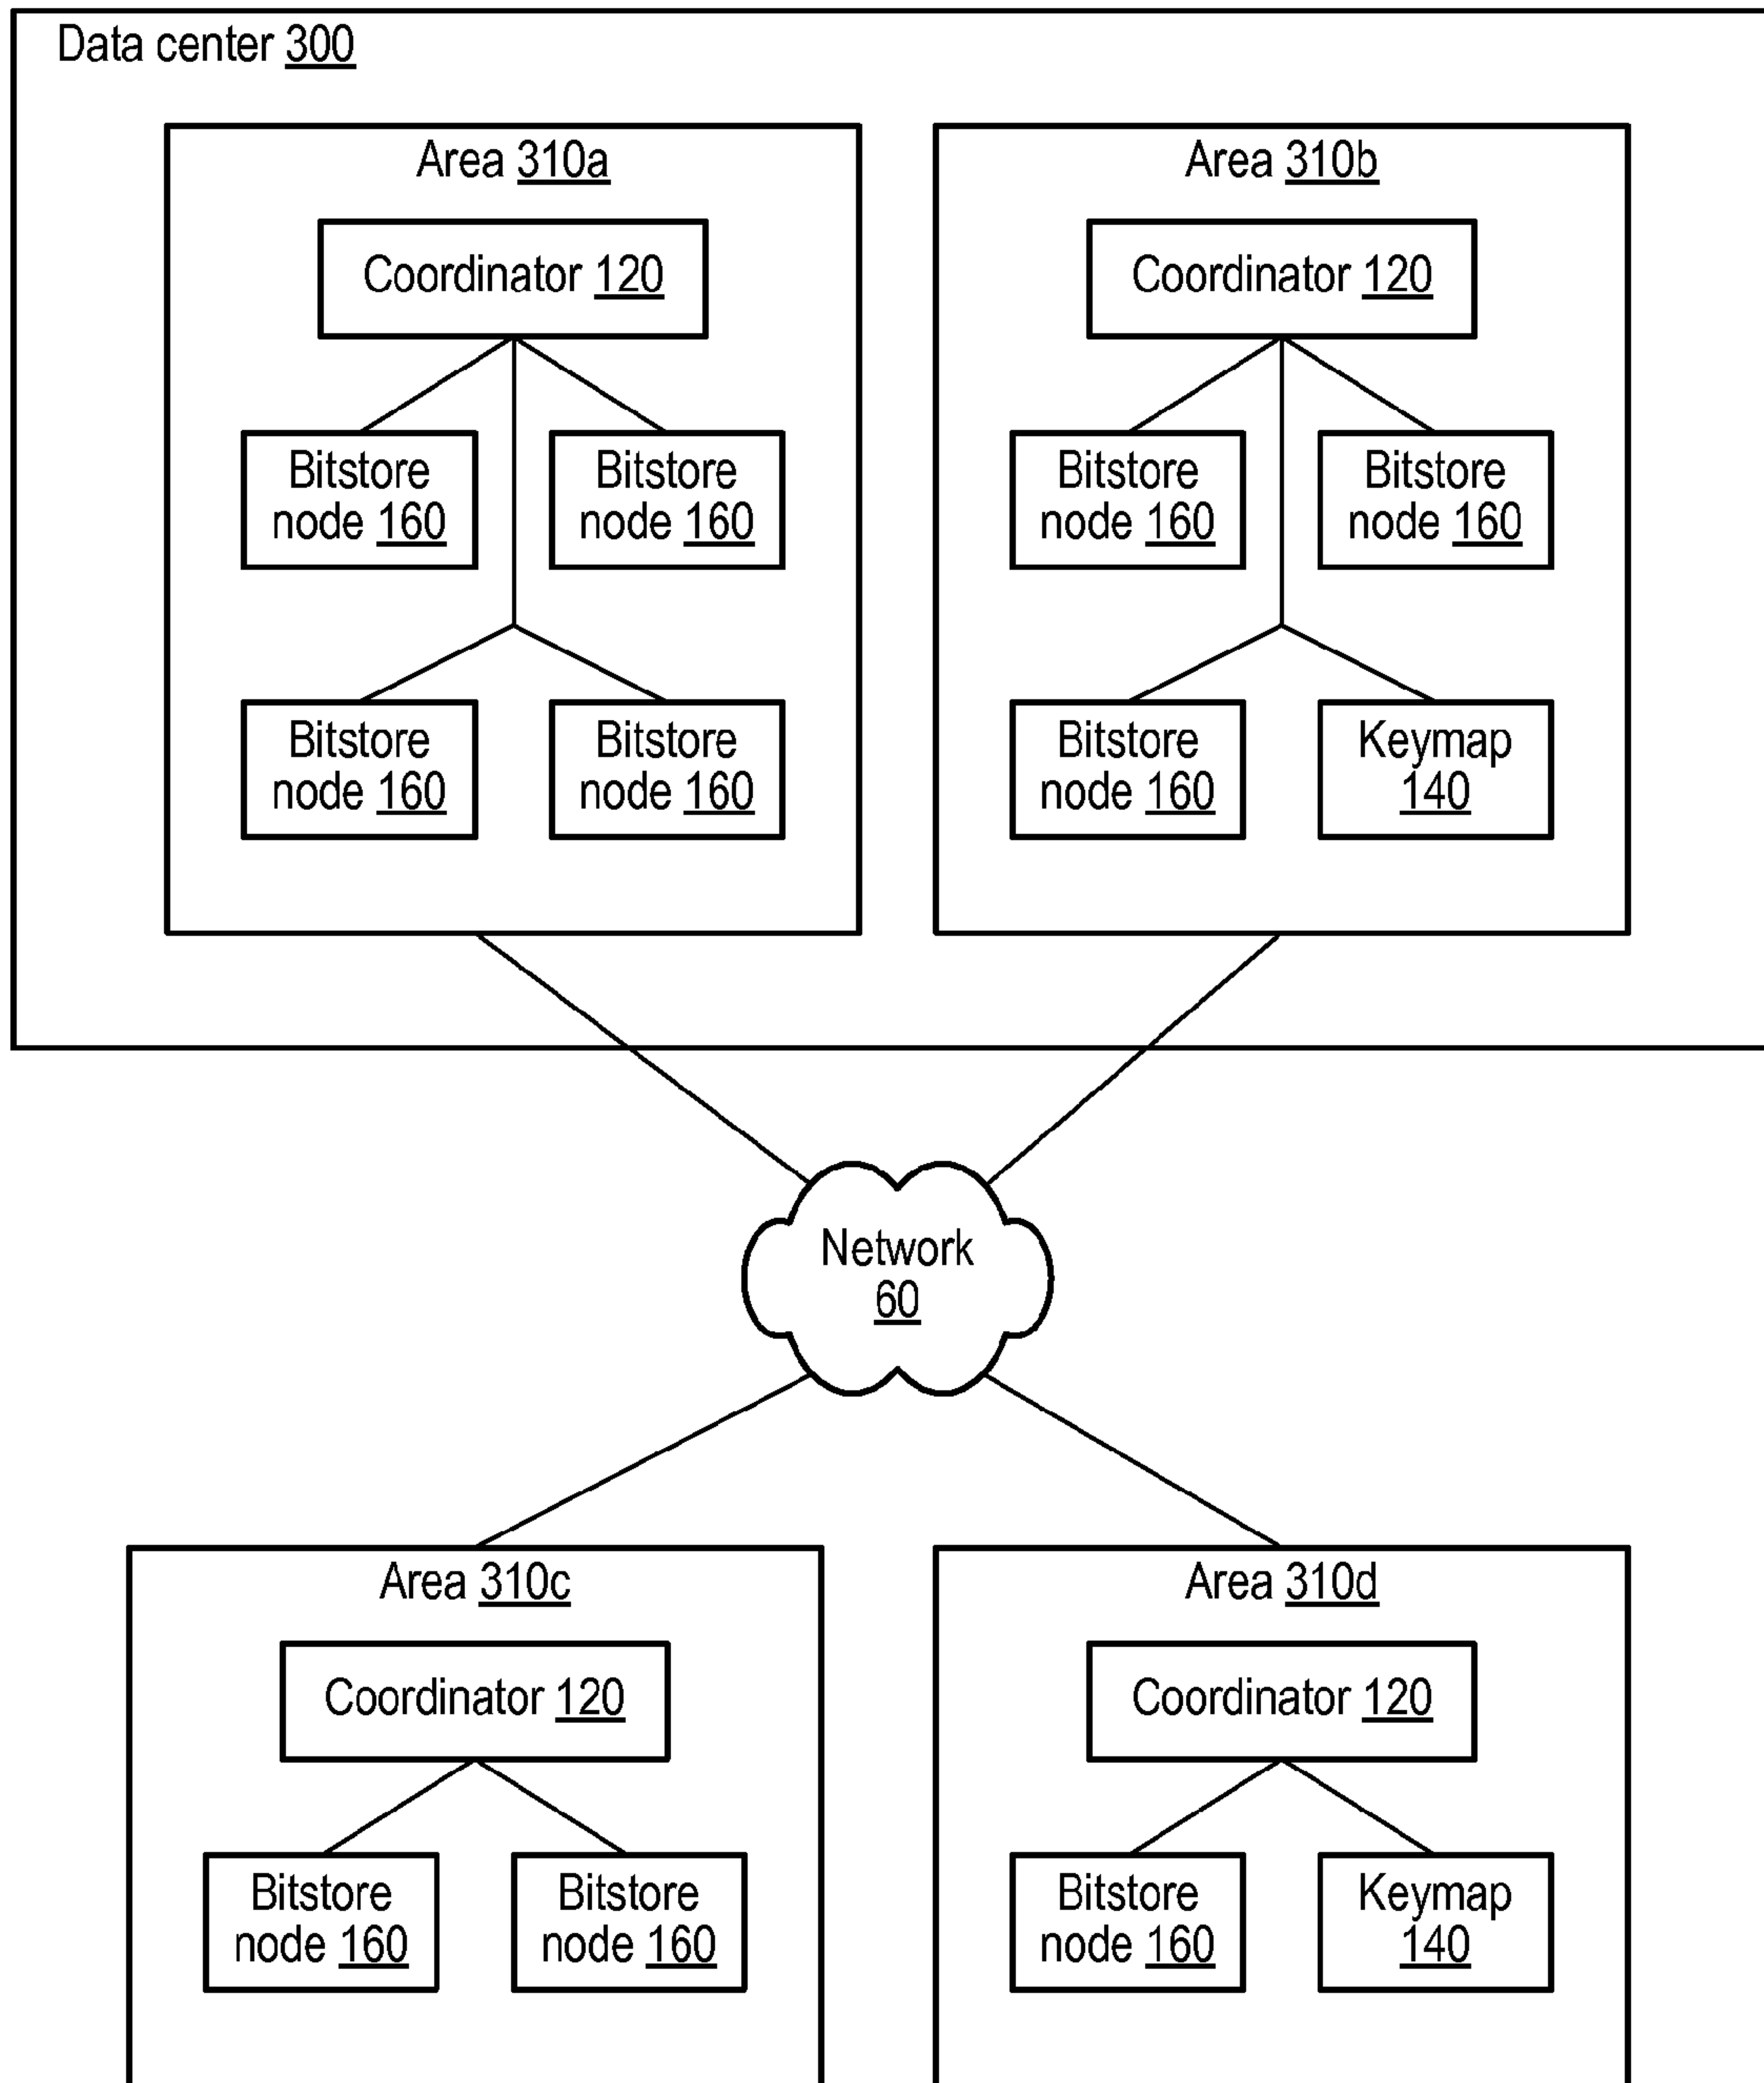 Data center 300
Area 310a
Coordinator 120
Bitstore
node 160
Bitstore
node 160
Bitstore
node 160
Bitstore
node 160
Area 310b
Coordinator 120
Bitstore
node 160
Bitstore
node 160
Bitstore
node 160
Keymap
140
Network
60
Area 310c
Coordinator 120
Bitstore
node 160
Bitstore
node 160
Area 310d
Coordinator 120
Bitstore
node 160
Keymap
140